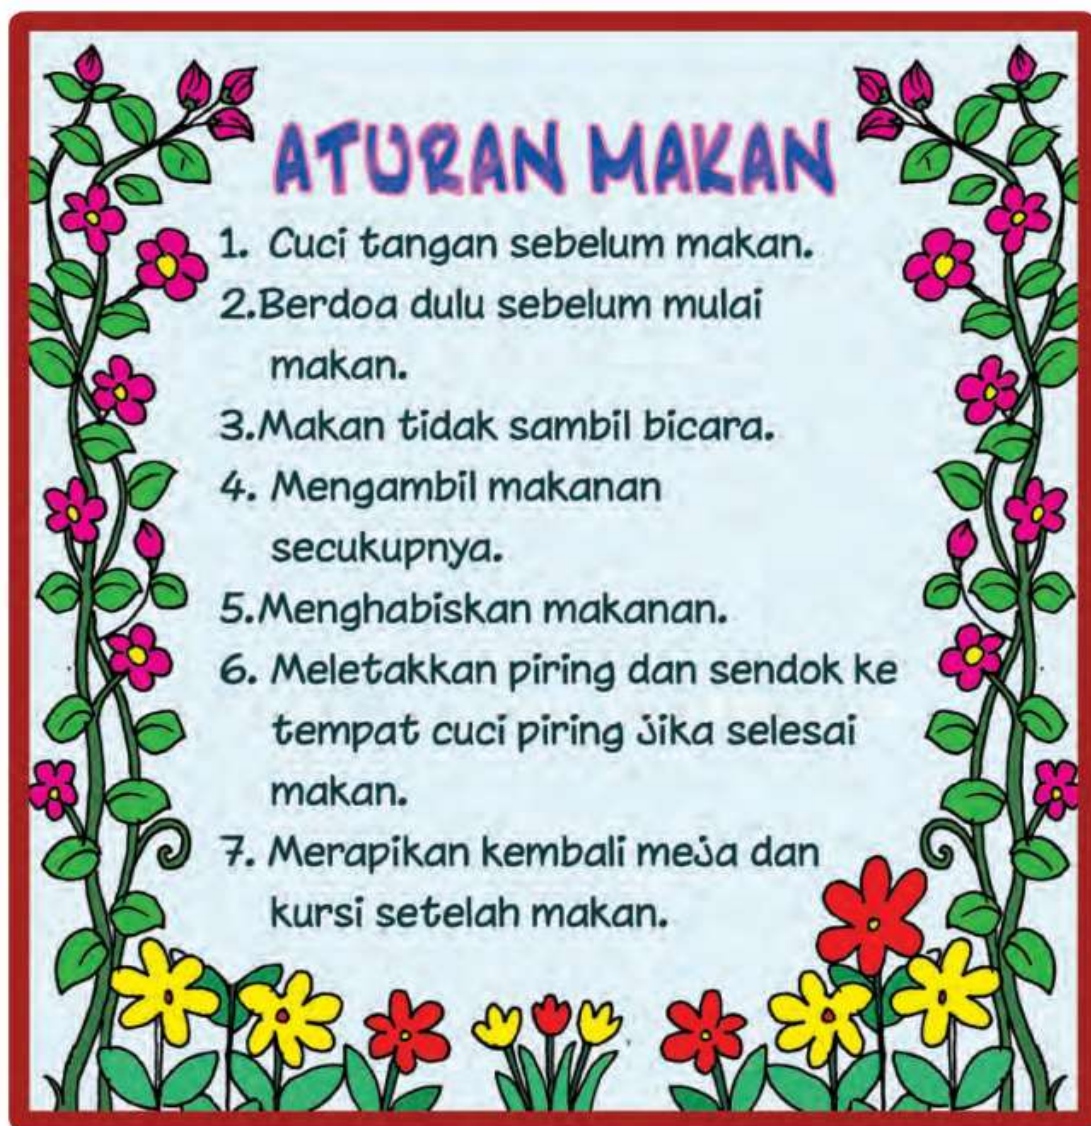 ATURAN MAKAN
1. Cuci tangan sebelum makan.
2.Berdoa dulu sebelum mulai
makan.
3.Makan tidak sambil bicara.
4. Mengambil makanan
secukupnya.
5.Menghabiskan makanan.
6. Meletakkan piring dan sendok ke
tempat cuci piring jika selesai
makan.
7. Merapikan kembali meja dan
kursi setelah makan.